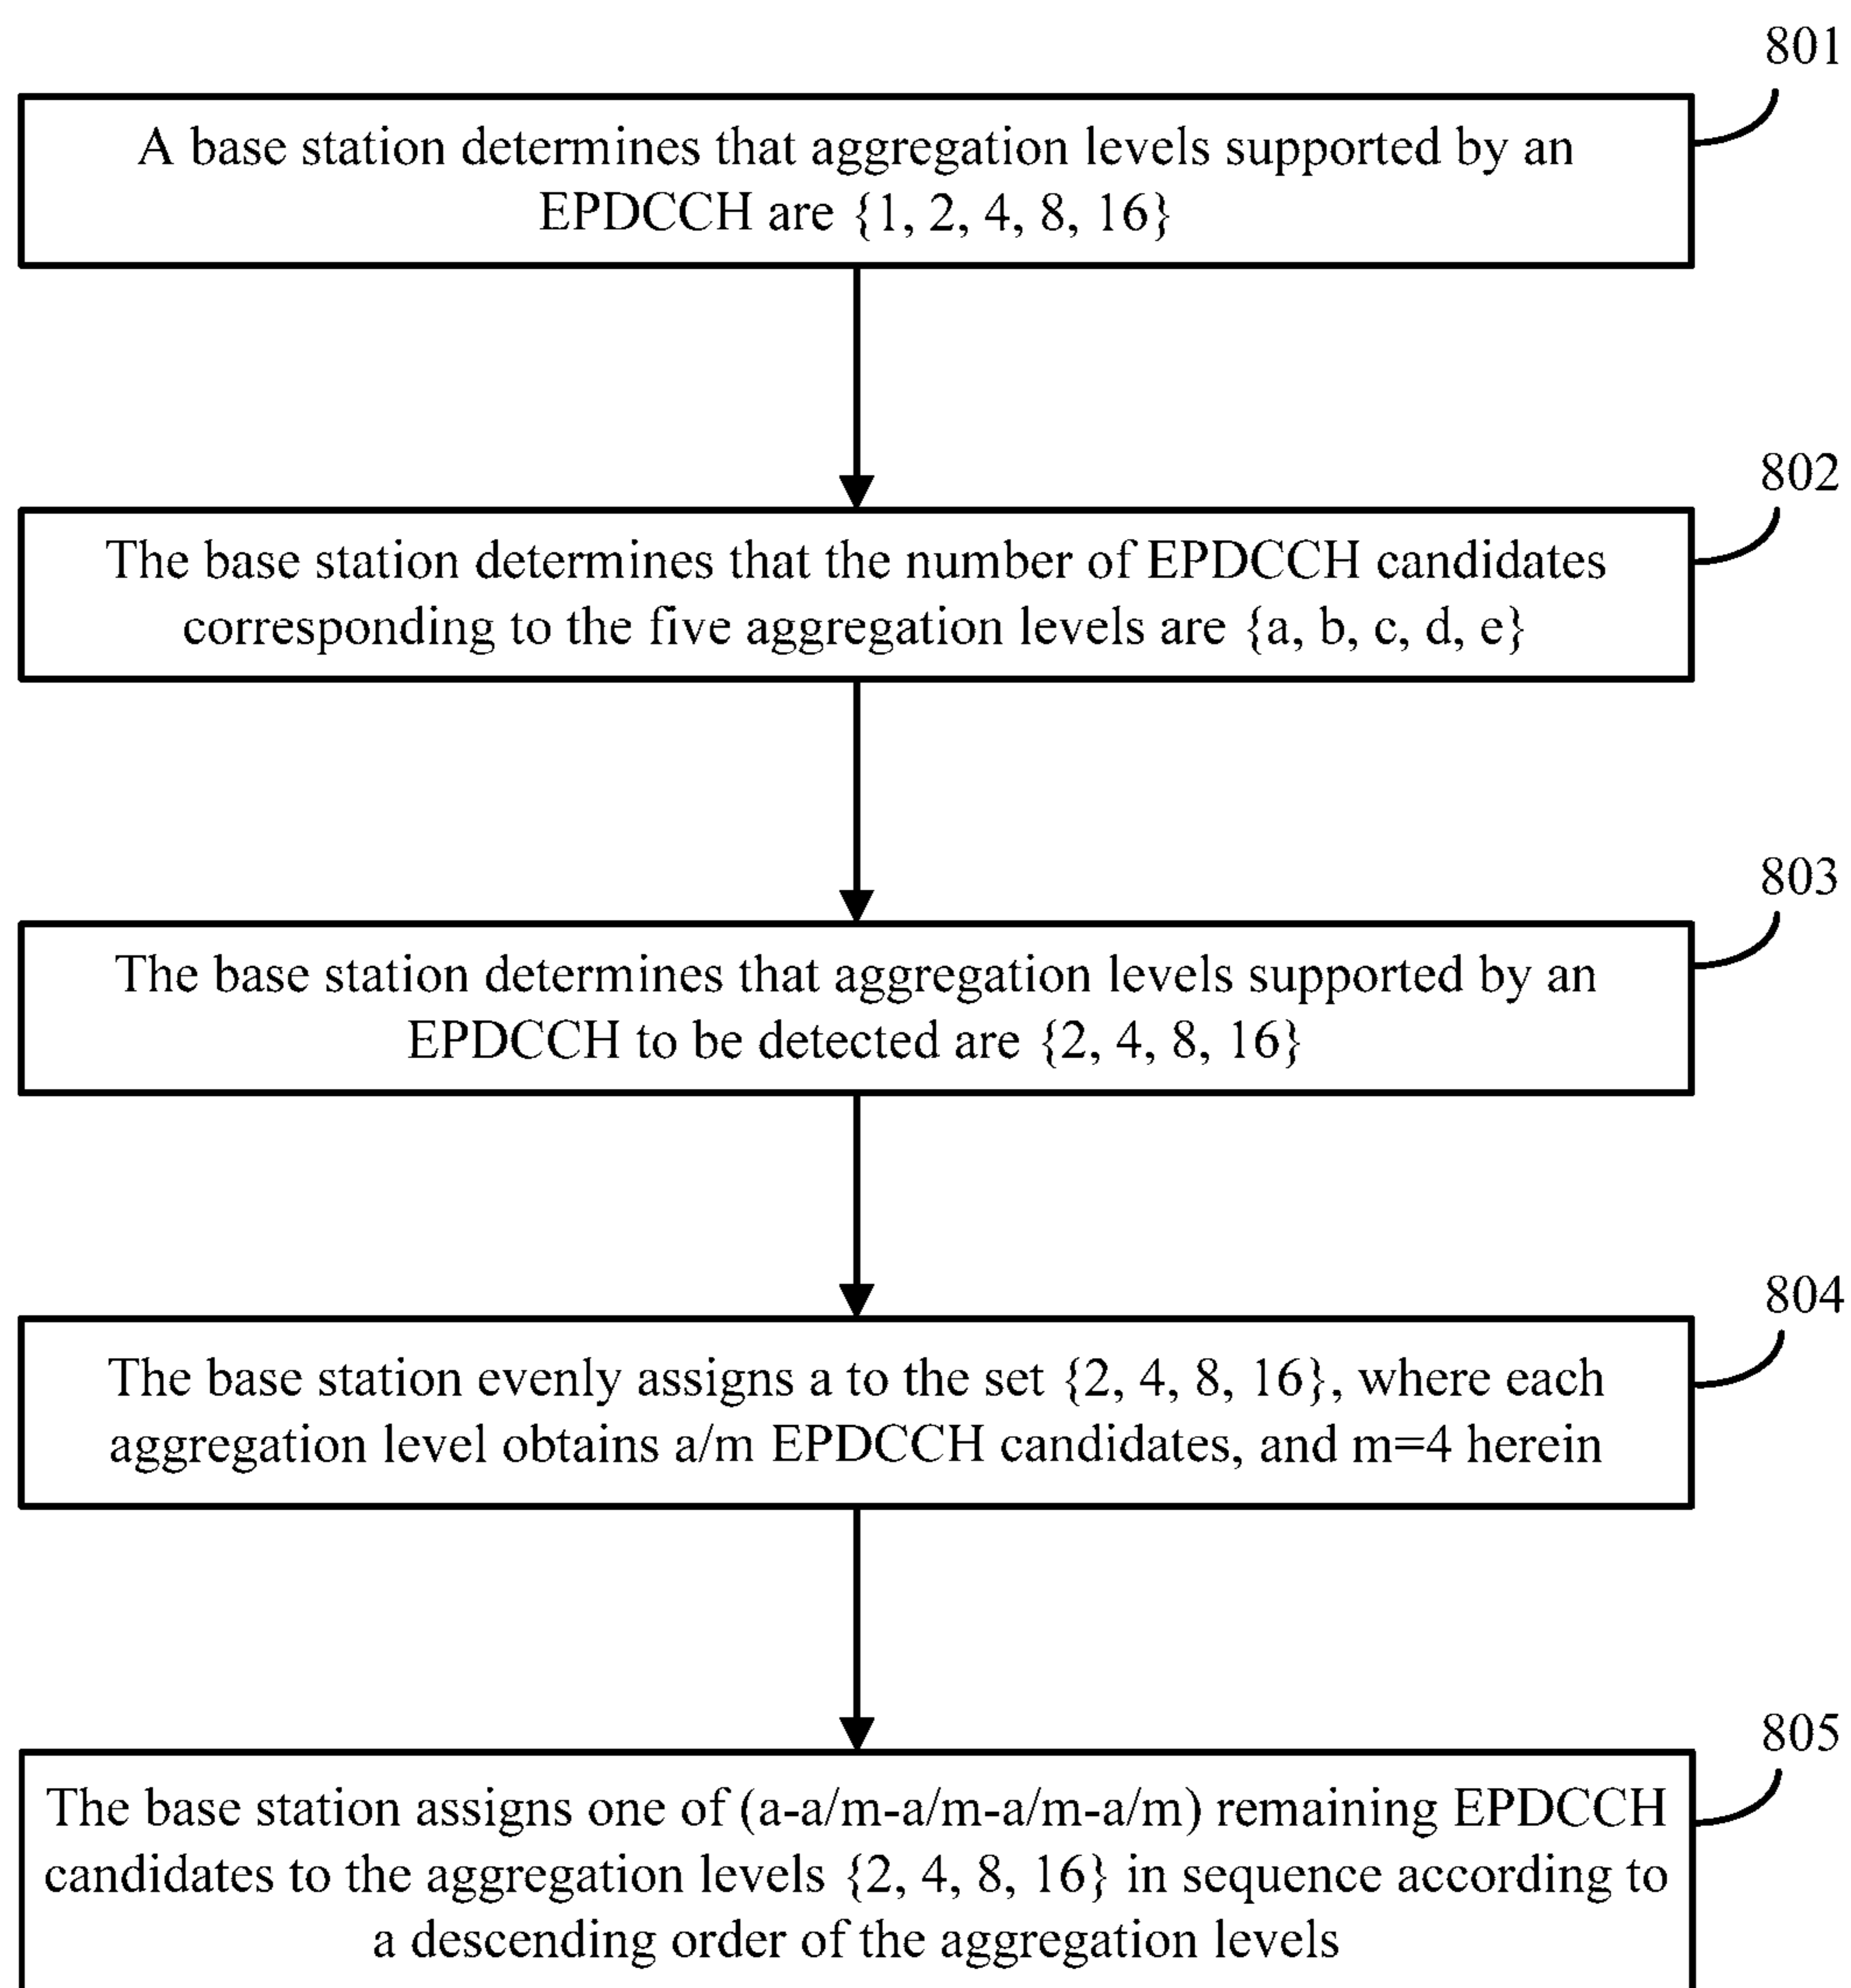 801
A base station determines that aggregation levels supported by an
EPDCCH are {1, 2, 4, 8, 16}
802
The base station determines that the number of EPDCCH candidates
corresponding to the five aggregation levels are {a, b, c, d, e}
803
The base station determines that aggregation levels supported by an
EPDCCH to be detected are {2, 4, 8, 16}
804
The base station evenly assigns a to the set {2, 4, 8, 16}, where each
aggregation level obtains a/m EPDCCH candidates, and m=4 herein
805
The base station assigns one of (a-a/m-a/m-a/m-a/m) remaining EPDCCH
candidates to the aggregation levels {2, 4, 8, 16} in sequence according to
a descending order of the aggregation levels